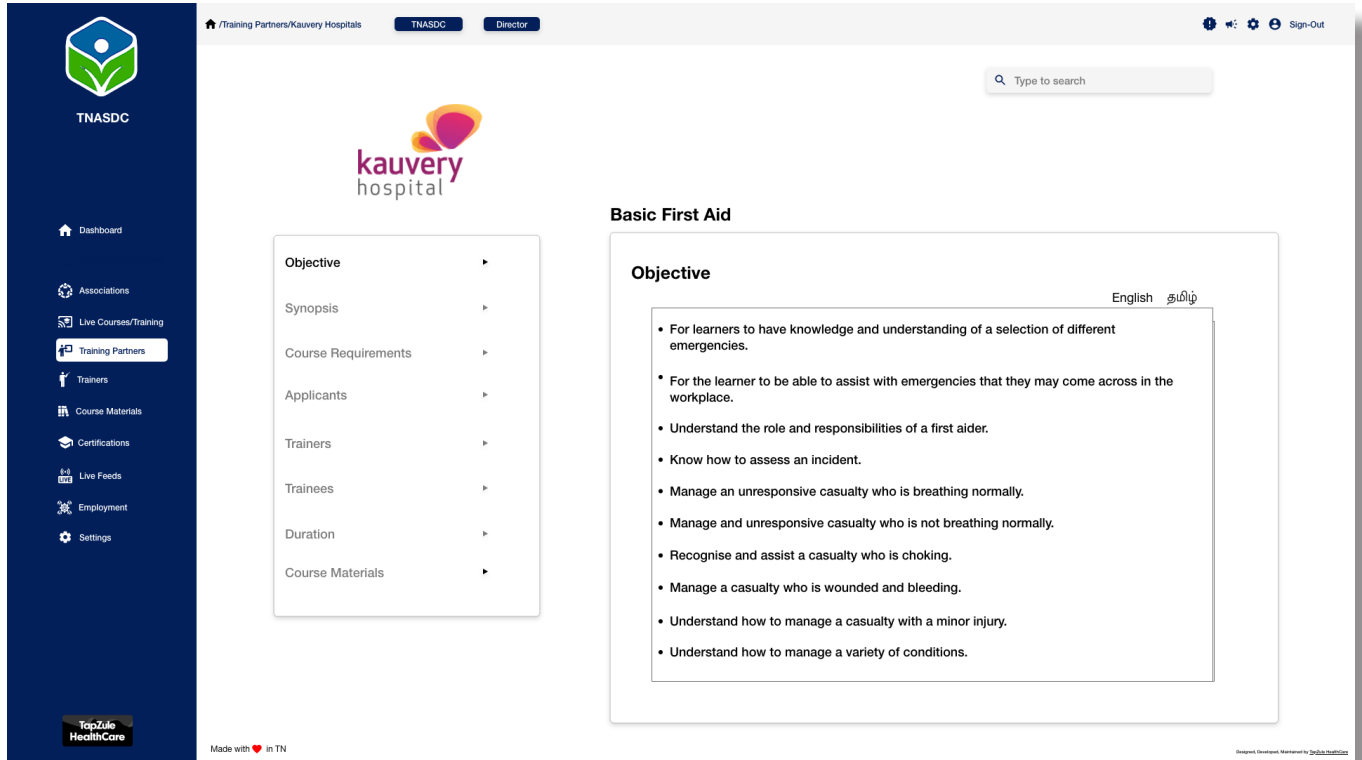 /Training Partners/Kauvery Hospitals
TNASDC
Director
Sign-Out
TNASDC
Type to search
kauvery
hospital
Dashboard
Associations
Live Courses/Training
Training Partners
Trainers
Course Materials
Certifications
LIVE
Live Feeds
Employment
Settings
TapZule
HealthCare
Objective
Synopsis
Course Requirements
Applicants
Trainers
Trainees
Duration
Course Materials
Basic First Aid
Objective
English தமிழ்
• For learners to have knowledge and understanding of a selection of different
emergencies.
• For the learner to be able to assist with emergencies that they may come across in the
workplace.
• Understand the role and responsibilities of a first aider.
• Know how to assess an incident.
• Manage an unresponsive casualty who is breathing normally.
• Manage and unresponsive casualty who is not breathing normally.
• Recognise and assist a casualty who is choking.
• Manage a casualty who is wounded and bleeding.
• Understand how to manage a casualty with a minor injury.
• Understand how to manage a variety of conditions.
Made with ❤ in TN
Designed, Developed, Maintained by TapZule HealthCare